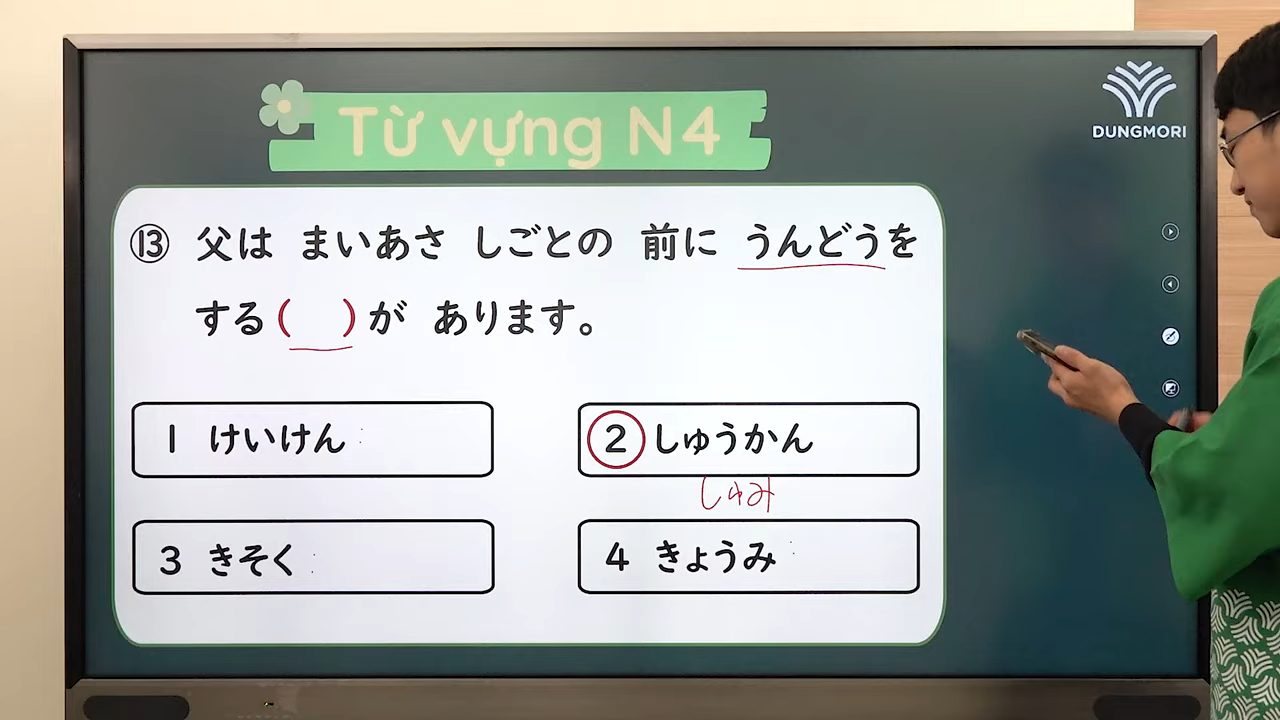 Từ vựng N4
DUNGMORI
⑬ 父は まいあさ しごとの 前に うんどうを
する( )が あります。
1 けいけん
2 しゅうかん
しゅみ
3 きそく
4 きょうみ